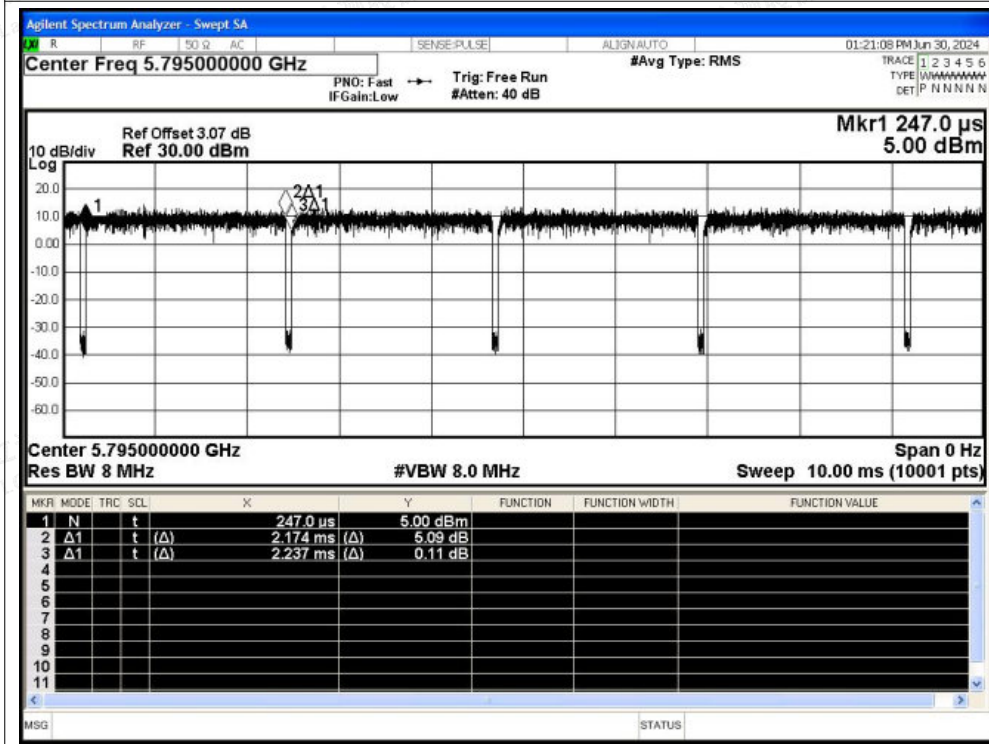 Agilent Spectrum Analyzer - Swept SA
LXI R RF 50 Ω AC SENSE:PULSE ALIGNAUTO 01:21:08 PM Jun 30, 2024
Center Freq 5.795000000 GHz #Avg Type: RMS TRACE 1 2 3 4 5 6
PNO: Fast Trig: Free Run TYPE WWWWWW
IFGain:Low #Atten: 40 dB DET P N N N N N
Mkr1 247.0 µs
5.00 dBm
Ref Offset 3.07 dB
10 dB/div Ref 30.00 dBm
Log
20.0
10.0
0.00
-10.0
-20.0
-30.0
-40.0
-50.0
-60.0
1
2Δ1
3Δ1
Center 5.795000000 GHz Span 0 Hz
Res BW 8 MHz #VBW 8.0 MHz Sweep 10.00 ms (10001 pts)
MKR MODE TRC SCL X Y FUNCTION FUNCTION WIDTH FUNCTION VALUE
1 N t 247.0 µs 5.00 dBm
2 Δ1 t (Δ) 2.174 ms (Δ) 5.09 dB
3 Δ1 t (Δ) 2.237 ms (Δ) 0.11 dB
4
5
6
7
8
9
10
11
MSG STATUS